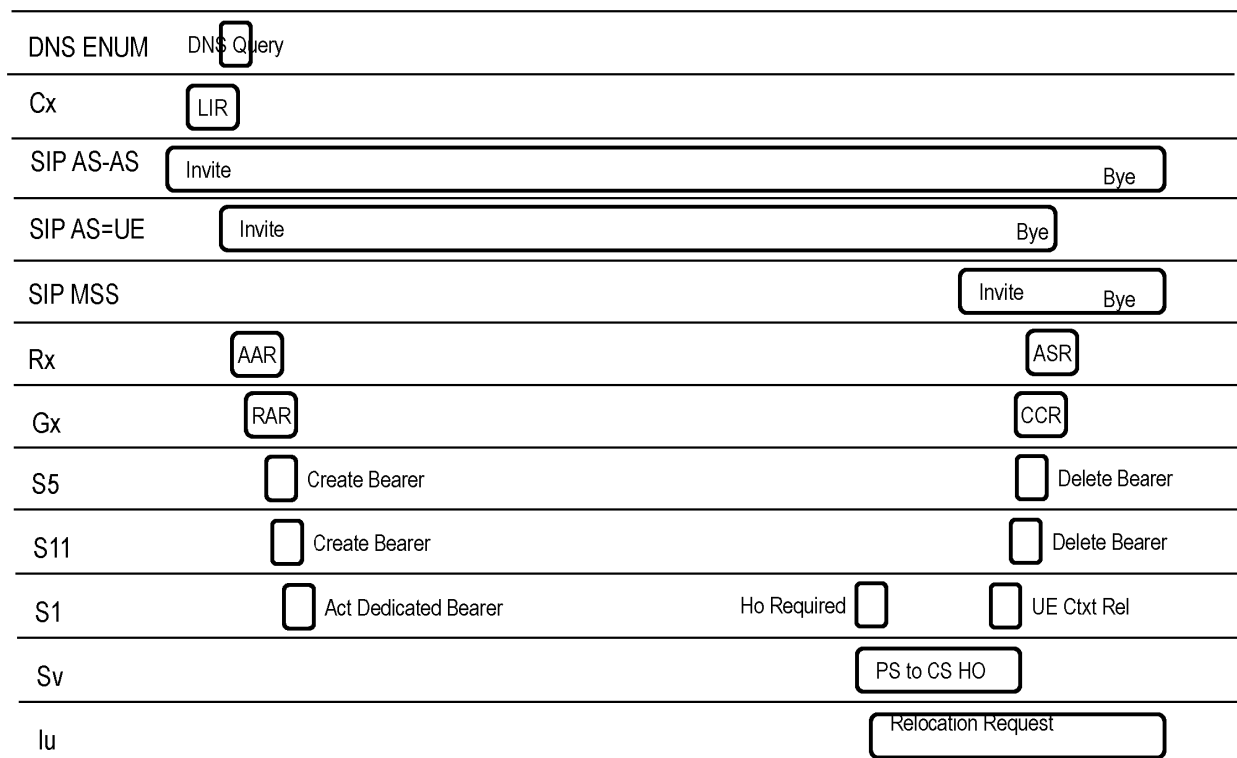 DNS ENUM DNS Query
Cx LIR
SIP AS-AS Invite Bye
SIP AS=UE Invite Bye
SIP MSS Invite Bye
Rx AAR ASR
Gx RAR CCR
S5 Create Bearer Delete Bearer
S11 Create Bearer Delete Bearer
S1 Act Dedicated Bearer Ho Required UE Ctxt Rel
Sv PS to CS HO
Iu Relocation Request